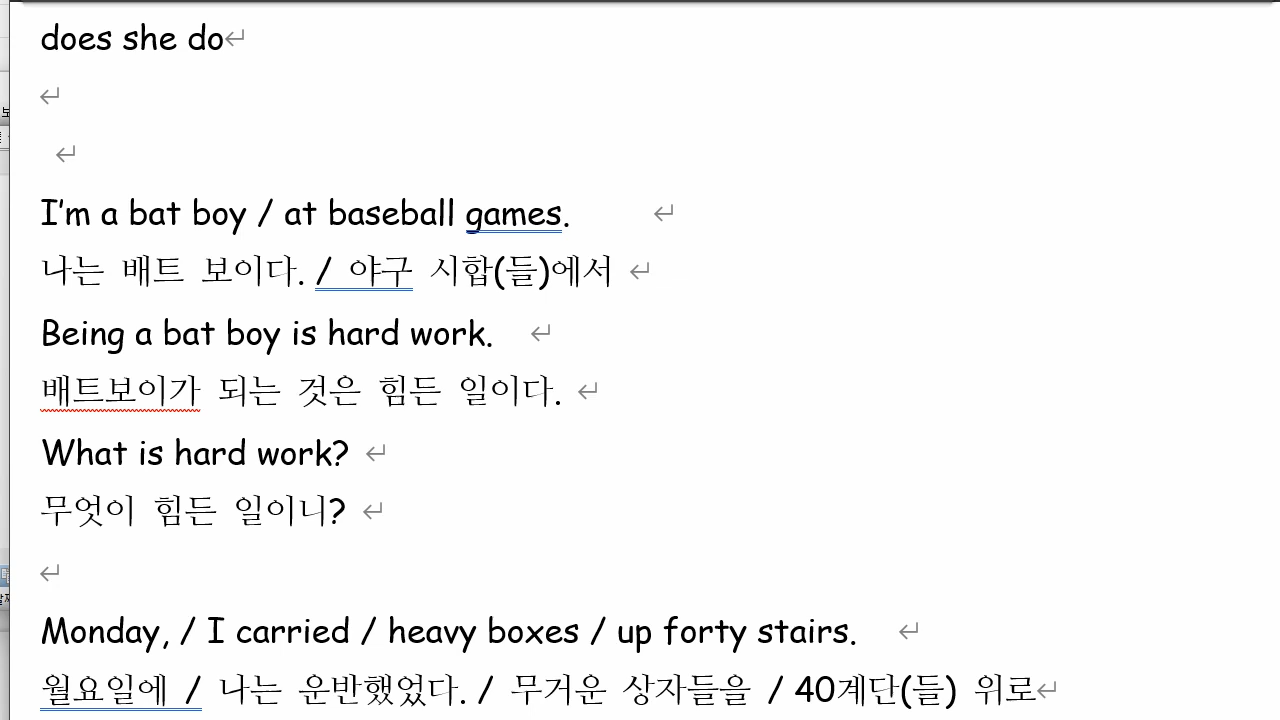 does she do
I'm a bat boy / at baseball games.
나는 배트 보이다. / 야구 시합(들)에서
Being a bat boy is hard work.
배트보이가 되는 것은 힘든 일이다.
What is hard work?
무엇이 힘든 일이니?
Monday, / I carried / heavy boxes / up forty stairs.
월요일에 / 나는 운반했었다. / 무거운 상자들을 / 40계단(들) 위로